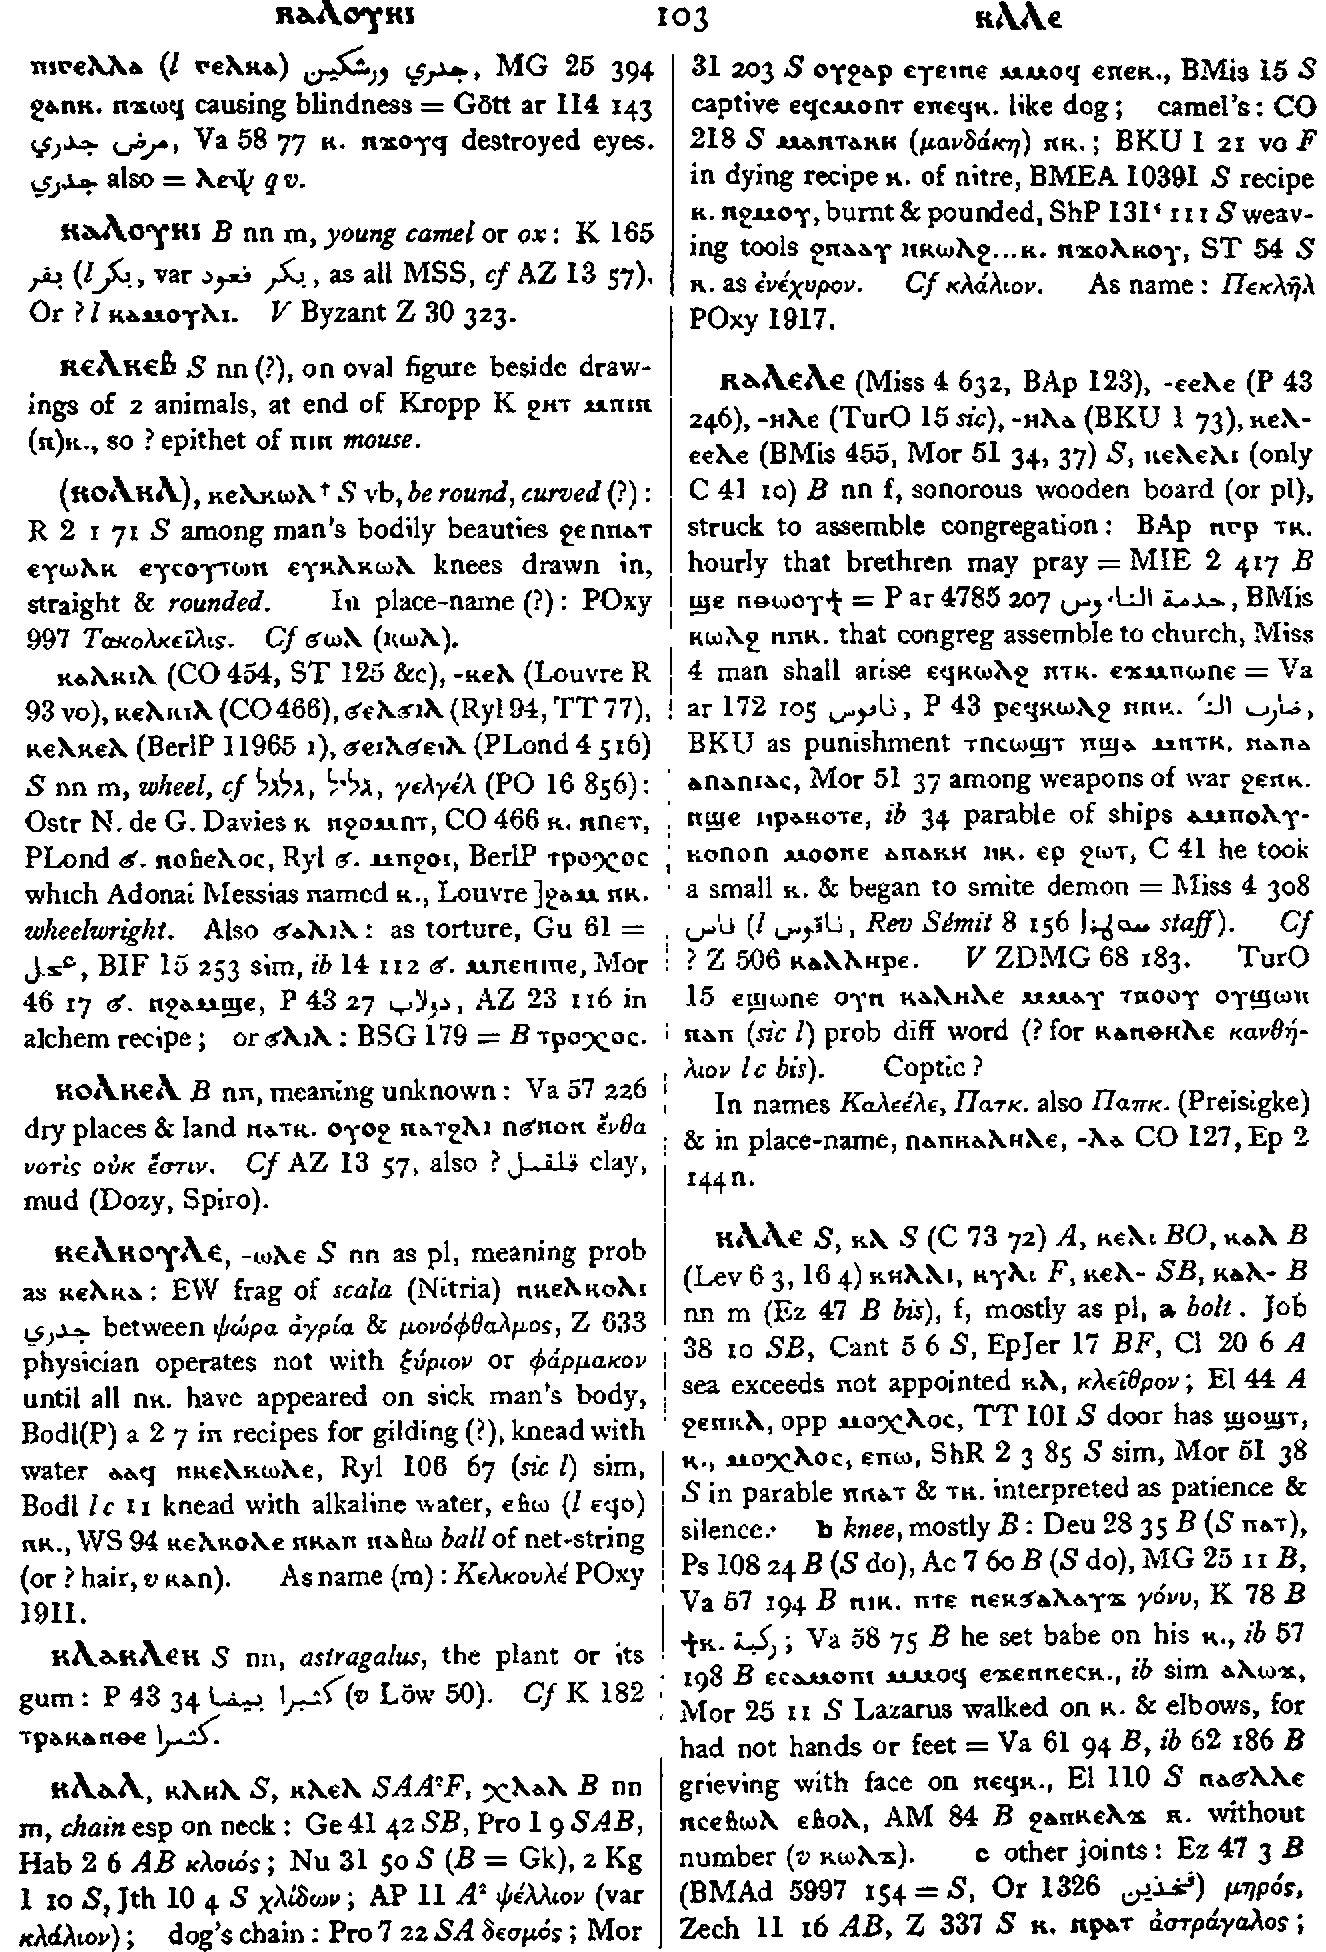 ⲕⲁⲗⲟⲩⲕⲓ 103 ⲕⲗⲗⲉ
ⲡⲓⲅⲉⲗⲗⲁ (l ⲅⲉⲗⲕⲁ) جدري ورشكين, MG 25 394
ϩⲁⲛⲕ. ⲛϫⲱϥ causing blindness = Gött ar 114 143
مرض جدري, Va 58 77 ⲕ. ⲛϫⲟⲩϥ destroyed eyes.
جدري also = ⲗⲉⲯ q v.
ⲕⲁⲗⲟⲩⲕⲓ B nn m, young camel or ox: K 165
بقر (l بكر, var بكر قعود, as all MSS, cf AZ 13 57).
Or ? l ⲕⲁⲙⲟⲩⲗⲓ. V Byzant Z 30 323.
ⲕⲉⲗⲕⲉⲃ S nn (?), on oval figure beside draw-
ings of 2 animals, at end of Kropp K ϩⲏⲧ ⲙⲡⲓⲛ
(ⲛ)ⲕ., so ? epithet of ⲡⲓⲛ mouse.
(ⲕⲟⲗⲕⲗ), ⲕⲉⲗⲕⲱⲗ† S vb, be round, curved (?):
R 2 1 71 S among man's bodily beauties ϩⲉⲛⲡⲁⲧ
ⲉⲩⲱⲗⲕ ⲉⲩⲥⲟⲩⲧⲱⲛ ⲉⲩⲕⲗⲕⲱⲗ knees drawn in,
straight & rounded. In place-name (?): POxy
997 Τακολκεῖλις. Cf ϭⲱⲗ (ⲕⲱⲗ).
ⲕⲁⲗⲕⲓⲗ (CO 454, ST 125 &c), -ⲕⲉⲗ (Louvre R
93 vo), ⲕⲉⲗⲕⲓⲗ (CO 466), ϭⲉⲗϭⲓⲗ (Ryl 94, TT 77),
ⲕⲉⲗⲕⲉⲗ (BerlP 11965 1), ϭⲉⲓⲗϭⲉⲓⲗ (PLond 4 516)
S nn m, wheel, cf גלגל, גליל, γελγέλ (PO 16 856):
Ostr N. de G. Davies ⲕ ⲛϩⲟⲙⲛⲧ, CO 466 ⲕ. ⲛⲡⲉⲧ,
PLond ϭ. ⲛⲟⲃⲉⲗⲟⲥ, Ryl ϭ. ⲙⲡϩⲟⲓ, BerlP ⲧⲣⲟⲭⲟⲥ
which Adonai Messias named ⲕ., Louvre ]ϩⲁⲙ ⲛⲕ.
wheelwright. Also ϭⲁⲗⲓⲗ: as torture, Gu 61 =
عجل, BIF 15 253 sim, ib 14 112 ϭ. ⲙⲡⲉⲛⲓⲡⲉ, Mor
46 17 ϭ. ⲛϩⲁⲙϣⲉ, P 43 27 دولاب, AZ 23 116 in
alchem recipe; or ϭⲗⲓⲗ: BSG 179 = B ⲧⲣⲟⲭⲟⲥ.
ⲕⲟⲗⲕⲉⲗ B nn, meaning unknown: Va 57 226
dry places & land ⲛⲁⲧⲕ. ⲟⲩⲟϩ ⲛⲁⲧϩⲗⲓ ⲛϭⲛⲟⲛ ἔνθα
νοτὶς οὐκ ἔστιν. Cf AZ 13 57, also ? قلقيل clay,
mud (Dozy, Spiro).
ⲕⲉⲗⲕⲟⲩⲗⲉ, -ⲱⲗⲉ S nn as pl, meaning prob
as ⲕⲉⲗⲕⲁ: EW frag of scala (Nitria) ⲛⲕⲉⲗⲕⲟⲗⲓ
جدري between ψώρα ἀγρία & μονόφθαλμος, Z 633
physician operates not with ξύριον or φάρμακον
until all ⲛⲕ. have appeared on sick man's body,
Bodl(P) a 2 7 in recipes for gilding (?), knead with
water ⲁⲁϥ ⲛⲕⲉⲗⲕⲱⲗⲉ, Ryl 106 67 (sic l) sim,
Bodl lc 11 knead with alkaline water, ⲉⲃⲱ (l ⲉϥⲟ)
ⲛⲕ., WS 94 ⲕⲉⲗⲕⲟⲗⲉ ⲛⲕⲁⲡ ⲛⲁⲃⲱ ball of net-string
(or ? hair, v ⲕⲁⲡ). As name (m): Κελκουλέ POxy
1911.
ⲕⲗⲁⲕⲗⲉⲕ S nn, astragalus, the plant or its
gum: P 43 34 كثيرا بيضا (v Löw 50). Cf K 182
ⲧⲣⲁⲕⲁⲛⲑⲉ كثيرا.
ⲕⲗⲁⲗ, ⲕⲗⲏⲗ S, ⲕⲗⲉⲗ SAA²F, ⲭⲗⲁⲗ B nn
m, chain esp on neck: Ge 41 42 SB, Pro 1 9 SAB,
Hab 2 6 AB κλοιός; Nu 31 50 S (B = Gk), 2 Kg
1 10 S, Jth 10 4 S χλίδων; AP 11 A² ψέλλιον (var
κλάλιον); dog's chain: Pro 7 22 SA δεσμός; Mor
31 203 S ⲟⲩϩⲁⲣ ⲉⲩⲉⲓⲛⲉ ⲙⲙⲟϥ ⲉⲛⲉⲕ., BMis 15 S
captive ⲉϥⲥⲙⲟⲛⲧ ⲉⲡⲉϥⲕ. like dog; camel's: CO
218 S ⲙⲁⲛⲧⲁⲕⲏ (μανδάκη) ⲛⲕ.; BKU 1 21 vo F
in dying recipe ⲕ. of nitre, BMEA 10391 S recipe
ⲕ. ⲛϩⲙⲟⲩ, burnt & pounded, ShP 131⁴ 111 S weav-
ing tools ϩⲛⲁⲁⲩ ⲛⲕⲱⲗϩ...ⲕ. ⲛϫⲟⲗⲕⲟⲩ, ST 54 S
ⲕ. as ἐνέχυρον. Cf κλάλιον. As name: Πεκλῆλ
POxy 1917.
ⲕⲁⲗⲉⲗⲉ (Miss 4 632, BAp 123), -ⲉⲉⲗⲉ (P 43
246), -ⲏⲗⲉ (TurO 15 sic), -ⲏⲗⲁ (BKU 1 73), ⲕⲉⲗ-
ⲉⲉⲗⲉ (BMis 455, Mor 51 34, 37) S, ⲕⲉⲗⲉⲗⲓ (only
C 41 10) B nn f, sonorous wooden board (or pl),
struck to assemble congregation: BAp ⲡⲅⲣ ⲧⲕ.
hourly that brethren may pray = MIE 2 417 B
ϣⲉ ⲛⲑⲱⲟⲩϯ = P ar 4785 207 خدمة الناقوس, BMis
ⲕⲱⲗϩ ⲛⲛⲕ. that congreg assemble to church, Miss
4 man shall arise ⲉϥⲕⲱⲗϩ ⲛⲧⲕ. ⲉϫⲙⲡⲱⲛⲉ = Va
ar 172 105 ناقوس, P 43 ⲣⲉϥⲕⲱⲗϩ ⲛⲛⲕ. ضارب الن',
BKU as punishment ⲧⲡⲥⲱϣⲧ ⲛϣⲁ ⲙⲛⲧⲕ. ⲛⲁⲡⲁ
ⲁⲛⲁⲛⲓⲁⲥ, Mor 51 37 among weapons of war ϩⲉⲛⲕ.
ⲛϣⲉ ⲛⲣⲁⲕⲟⲧⲉ, ib 34 parable of ships ⲁⲙⲡⲟⲗⲩ-
ⲕⲟⲡⲟⲛ ⲙⲟⲟⲛⲉ ⲁⲡⲁⲕⲏ ⲛⲕ. ⲉⲣ ϩⲱⲧ, C 41 he took
a small ⲕ. & began to smite demon = Miss 4 308
ناس (l ناقوس, Rev Sémit 8 156 staff). Cf
? Z 506 ⲕⲁⲗⲗⲏⲣⲉ. V ZDMG 68 183. TurO
15 ⲉϣⲱⲡⲉ ⲟⲩⲛ ⲕⲁⲗⲏⲗⲉ ⲙⲙⲁⲩ ⲧⲛⲟⲟⲩ ⲟⲩϣⲱⲛ
ⲛⲁⲛ (sic l) prob diff word (? for ⲕⲁⲛⲑⲏⲗⲉ κανθή-
λιον lc bis). Coptic ?
In names Καλεέλε, Πατκ. also Παπκ. (Preisigke)
& in place-name, ⲡⲁⲡⲕⲁⲗⲏⲗⲉ, -ⲗⲁ CO 127, Ep 2
144 n.
ⲕⲗⲗⲉ S, ⲕⲗ S (C 73 72) A, ⲕⲉⲗⲓ BO, ⲕⲁⲗ B
(Lev 6 3, 16 4) ⲕⲏⲗⲗⲓ, ⲕⲩⲗⲓ F, ⲕⲉⲗ- SB, ⲕⲁⲗ- B
nn m (Ez 47 B bis), f, mostly as pl, a bolt. Job
38 10 SB, Cant 5 6 S, EpJer 17 BF, Cl 20 6 A
sea exceeds not appointed ⲕⲗ, κλεῖθρον; El 44 A
ϩⲉⲛⲕⲗ, opp ⲙⲟⲭⲗⲟⲥ, TT 101 S door has ϣⲟϣⲧ,
ⲕ., ⲙⲟⲭⲗⲟⲥ, ⲉⲡⲱ, ShR 2 3 85 S sim, Mor 51 38
S in parable ⲡⲡⲁⲧ & ⲧⲕ. interpreted as patience &
silence. b knee, mostly B: Deu 28 35 B (S ⲡⲁⲧ),
Ps 108 24 B (S do), Ac 7 60 B (S do), MG 25 11 B,
Va 57 194 B ⲡⲓⲕ. ⲛⲧⲉ ⲡⲉⲕϭⲁⲗⲁⲩϫ γόνυ, K 78 B
ϯⲕ. ركبة; Va 58 75 B he set babe on his ⲕ., ib 57
198 B ⲉⲥⲁⲙⲟⲛⲓ ⲙⲙⲟϥ ⲉϫⲉⲛⲛⲉⲥⲕ., ib sim ⲁⲗⲱϫ,
Mor 25 11 S Lazarus walked on ⲕ. & elbows, for
had not hands or feet = Va 61 94 B, ib 62 186 B
grieving with face on ⲡⲉϥⲕ., El 110 S ⲛⲁϭⲗⲗⲉ
ⲛⲥⲉⲃⲱⲗ ⲉⲃⲟⲗ, AM 84 B ϩⲁⲛⲕⲉⲗϫ ⲕ. without
number (v ⲕⲱⲗϫ). c other joints: Ez 47 3 B
(BMAd 5997 154 = S, Or 1326 فخذين) μηρός,
Zech 11 16 AB, Z 337 S ⲕ. ⲛⲣⲁⲧ ἀστράγαλος;